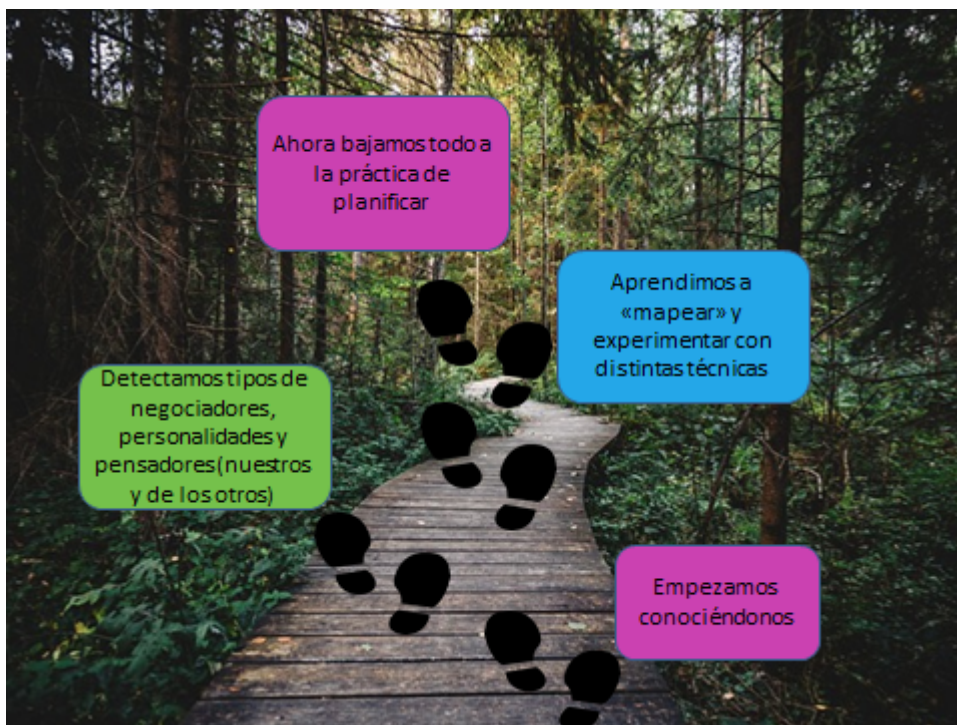 Ahora bajamos todo a
la práctica de
planificar
Aprendimos a
«mapear» y
experimentar con
distintas técnicas
Detectamos tipos de
negociadores,
personalidades y
pensadores (nuestros
y de los otros)
Empezamos
conociéndonos